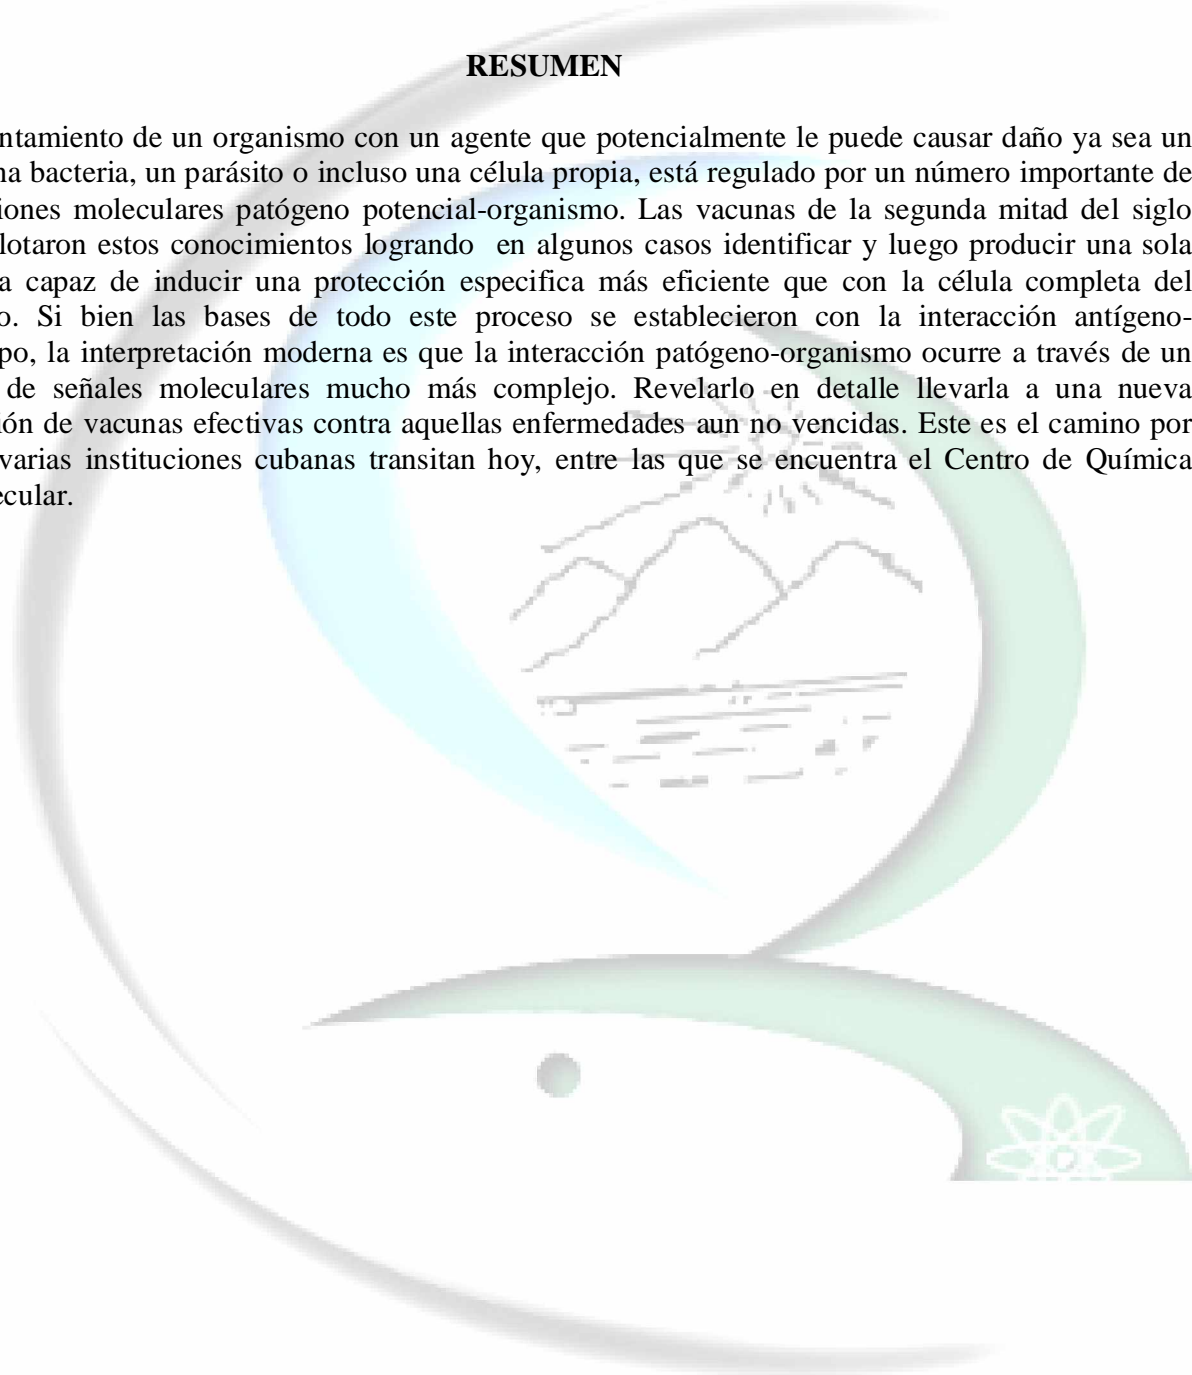 RESUMEN
ntamiento de un organismo con un agente que potencialmente le puede causar daño ya sea un
na bacteria, un parásito o incluso una célula propia, está regulado por un número importante de
iones moleculares patógeno potencial-organismo. Las vacunas de la segunda mitad del siglo
lotaron estos conocimientos logrando en algunos casos identificar y luego producir una sola
a capaz de inducir una protección especifica más eficiente que con la célula completa del
o. Si bien las bases de todo este proceso se establecieron con la interacción antígeno-
po, la interpretación moderna es que la interacción patógeno-organismo ocurre a través de un
de señales moleculares mucho más complejo. Revelarlo en detalle llevarla a una nueva
ión de vacunas efectivas contra aquellas enfermedades aun no vencidas. Este es el camino por
varias instituciones cubanas transitan hoy, entre las que se encuentra el Centro de Química
ecular.